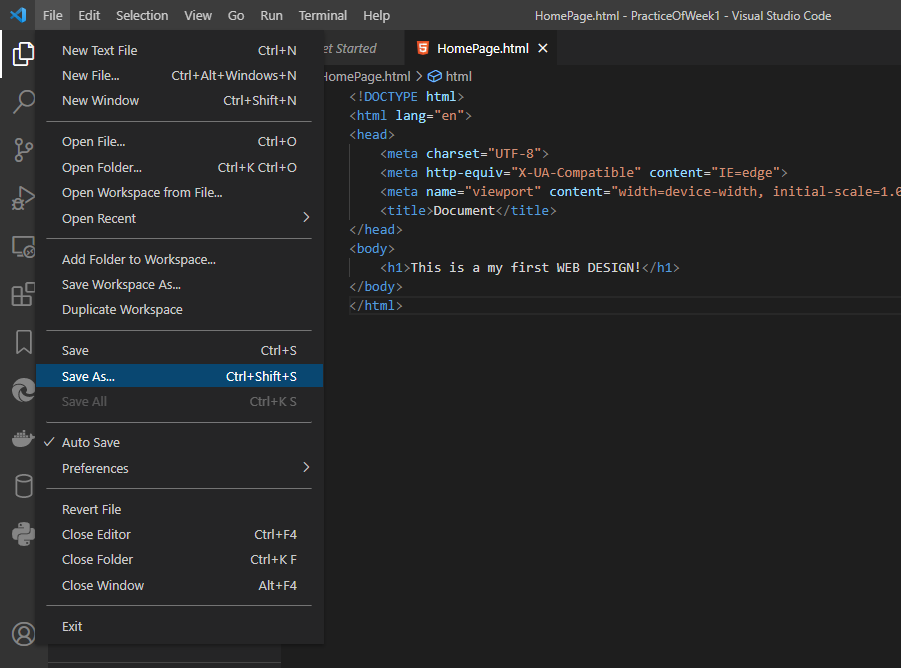 File Edit Selection View Go Run Terminal Help HomePage.html - PracticeOfWeek1 - Visual Studio Code
New Text File Ctrl+N
New File... Ctrl+Alt+Windows+N
New Window Ctrl+Shift+N
Open File... Ctrl+O
Open Folder... Ctrl+K Ctrl+O
Open Workspace from File...
Open Recent
Add Folder to Workspace...
Save Workspace As...
Duplicate Workspace
Save Ctrl+S
Save As... Ctrl+Shift+S
Save All Ctrl+K S
Auto Save
Preferences
Revert File
Close Editor Ctrl+F4
Close Folder Ctrl+K F
Close Window Alt+F4
Exit
et Started HomePage.html
HomePage.html > html
<!DOCTYPE html>
<html lang="en">
<head>
<meta charset="UTF-8">
<meta http-equiv="X-UA-Compatible" content="IE=edge">
<meta name="viewport" content="width=device-width, initial-scale=1.0
<title>Document</title>
</head>
<body>
<h1>This is a my first WEB DESIGN!</h1>
</body>
</html>